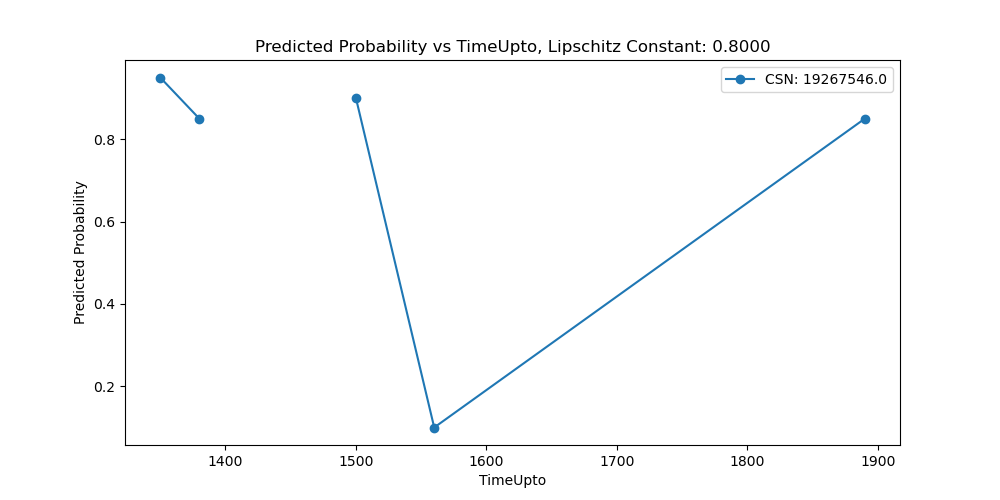 Predicted Probability vs TimeUpto, Lipschitz Constant: 0.8000
CSN: 19267546.0
Predicted Probability
0.8
0.6
0.4
0.2
1400 1500 1600 1700 1800 1900
TimeUpto